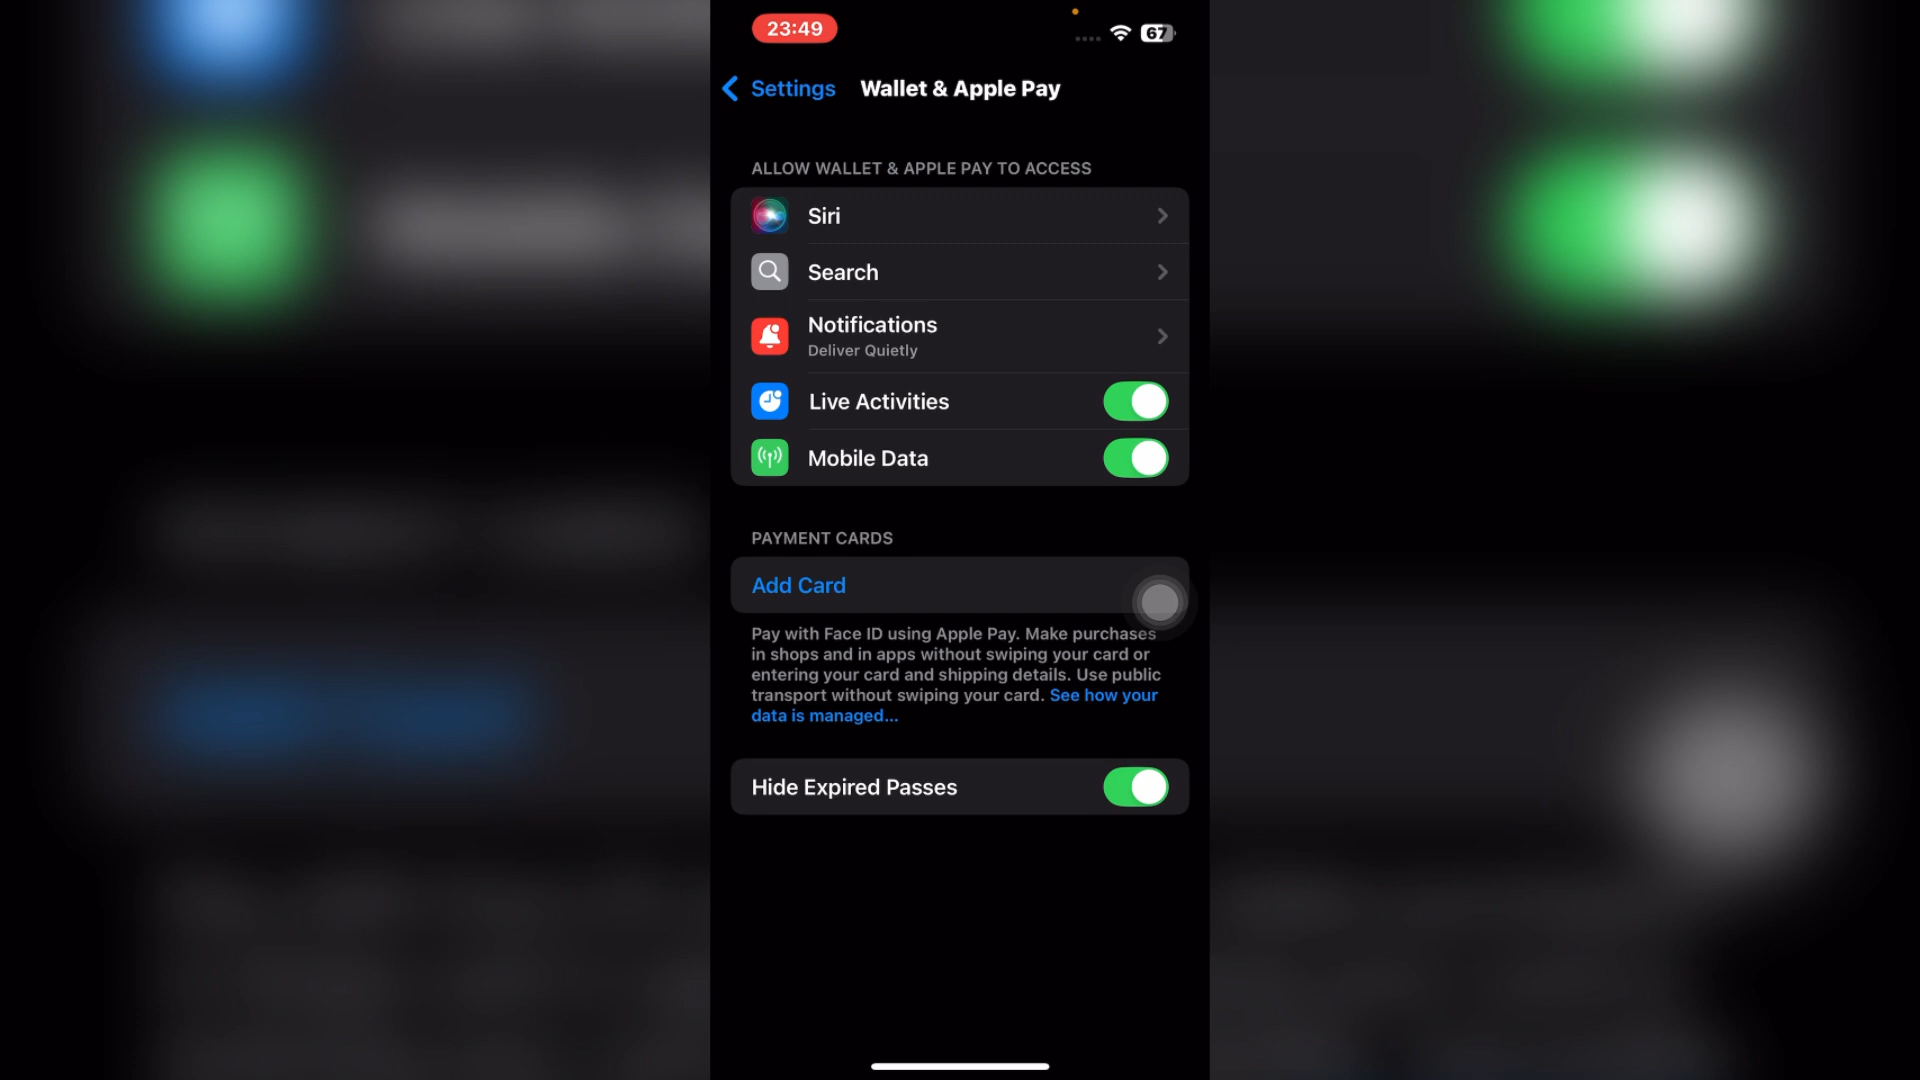 23:49
67
Settings
Wallet & Apple Pay
ALLOW WALLET & APPLE PAY TO ACCESS
Siri
Search
Notifications
Deliver Quietly
Live Activities
Mobile Data
PAYMENT CARDS
Add Card
Pay with Face ID using Apple Pay. Make purchases
in shops and in apps without swiping your card or
entering your card and shipping details. Use public
transport without swiping your card. See how your
data is managed...
Hide Expired Passes